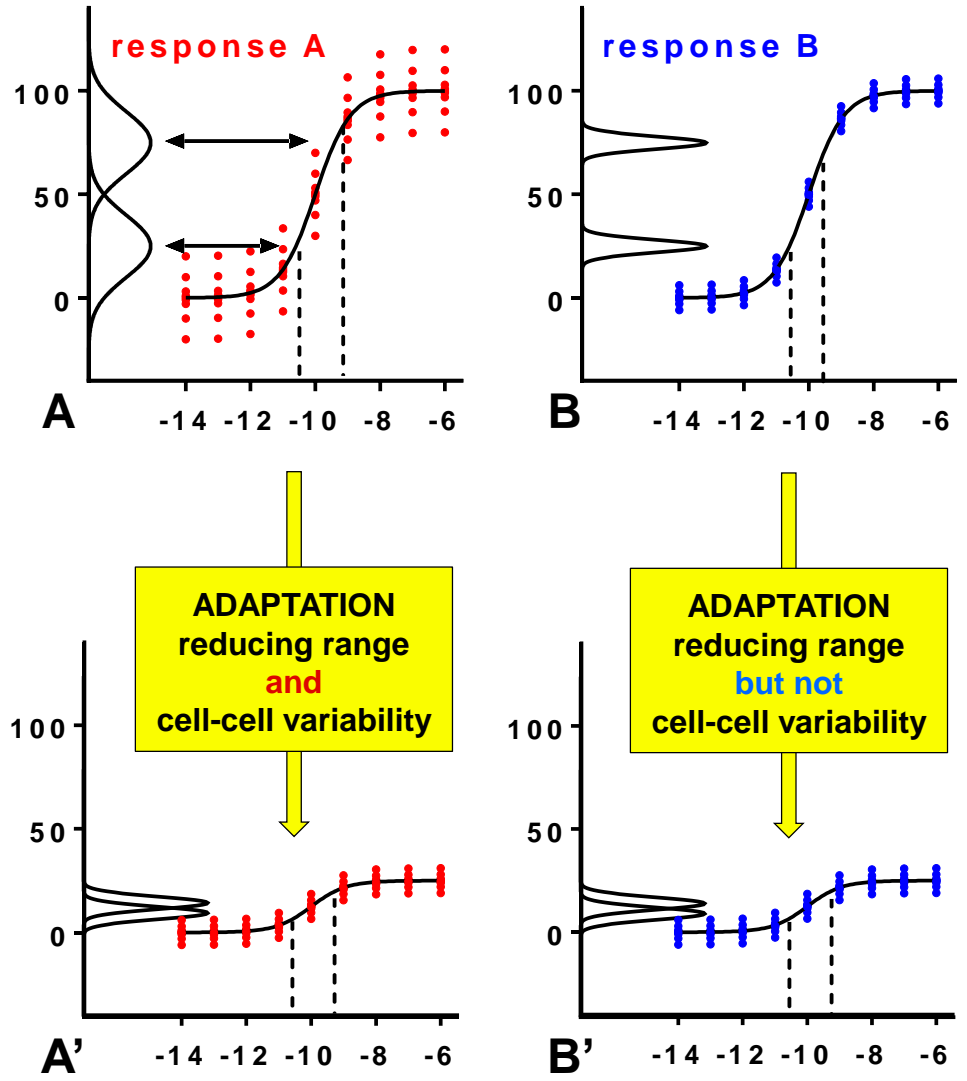 response A
100
50
0
A
-14 -12 -10 -8 -6
response B
100
50
0
B
-14 -12 -10 -8 -6
ADAPTATION
reducing range
and
cell-cell variability
ADAPTATION
reducing range
but not
cell-cell variability
100
50
0
A’
-14 -12 -10 -8 -6
100
50
0
B’
-14 -12 -10 -8 -6